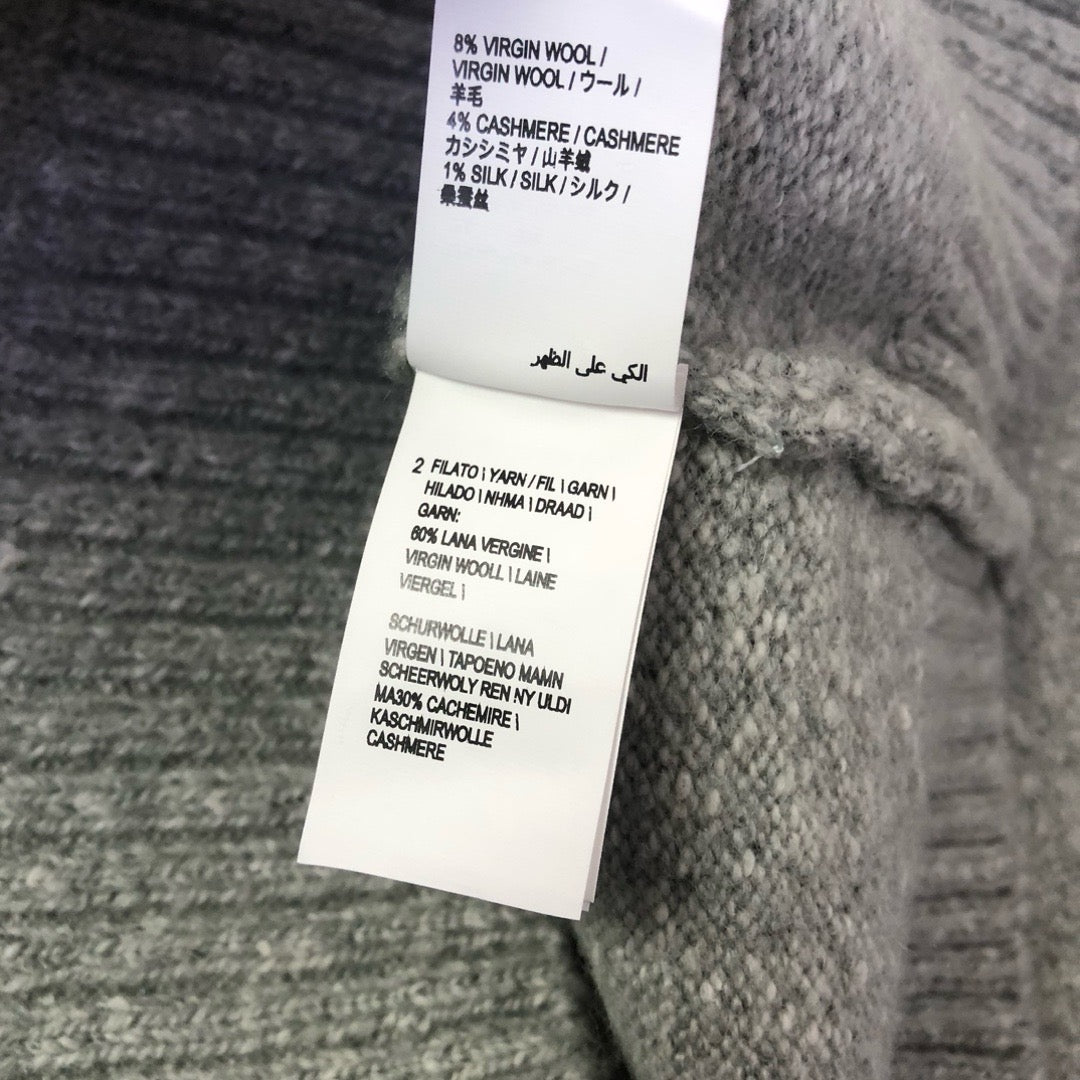 8% VIRGIN WOOL /
VIRGIN WOOL / ウール /
羊毛
4% CASHMERE / CASHMERE
カシシミヤ / 山羊绒
1% SILK / SILK / シルク /
桑蚕丝
الكي على الظهر
2 FILATO \ YARN / FIL \ GARN \
HILADO \ NHMA \ DRAAD \
GARN:
60% LANA VERGINE \
VIRGIN WOOLL \ LAINE
VIERGEL \
SCHURWOLLE \ LANA
VIRGEN \ TAPOENO MAMN
SCHEERWOLY REN NY ULDI
MA30% CACHEMIRE \
KASCHMIRWOLLE
CASHMERE